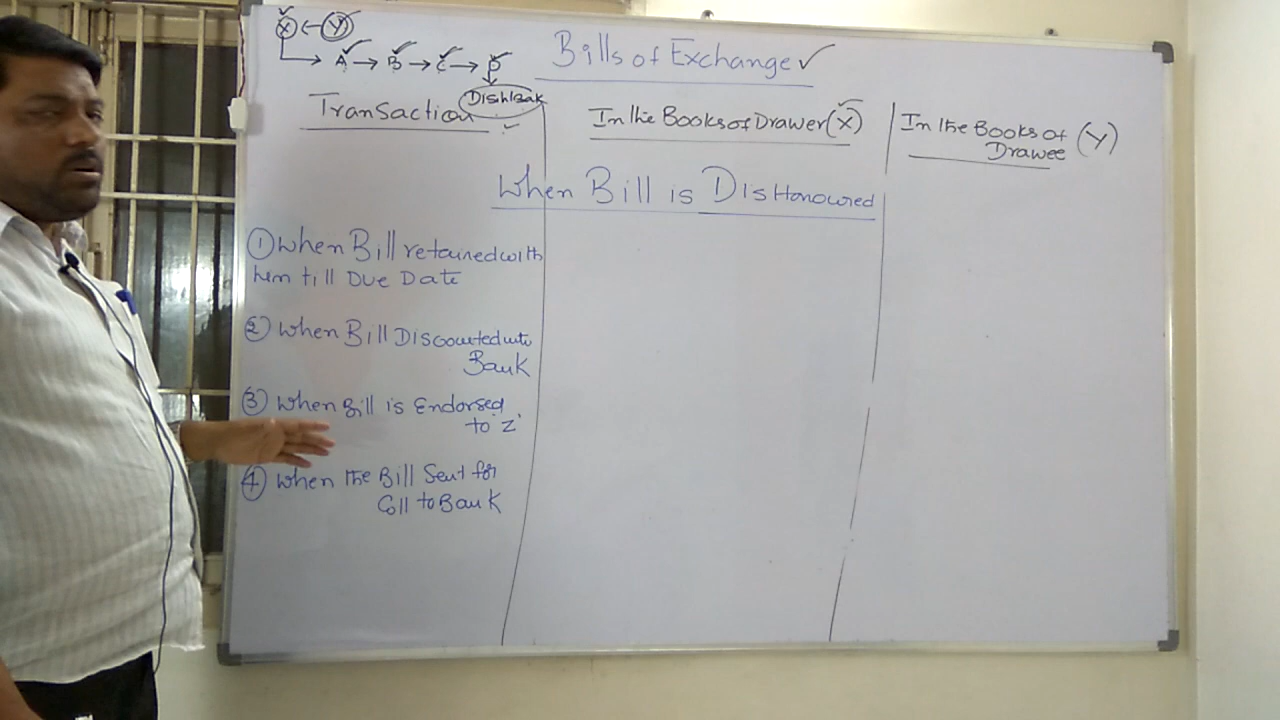 X ← Y
→ A → B → C → D
Bills of Exchange ✓
Transaction
In the Books of Drawer (X)
In the Books of
Drawee (Y)
When Bill is DisHonoured
① When Bill retained with
him till Due Date
② When Bill Discounted with
Bank
③ When Bill is Endorsed
to 'Z'
④ When the Bill Sent for
Coll to Bank